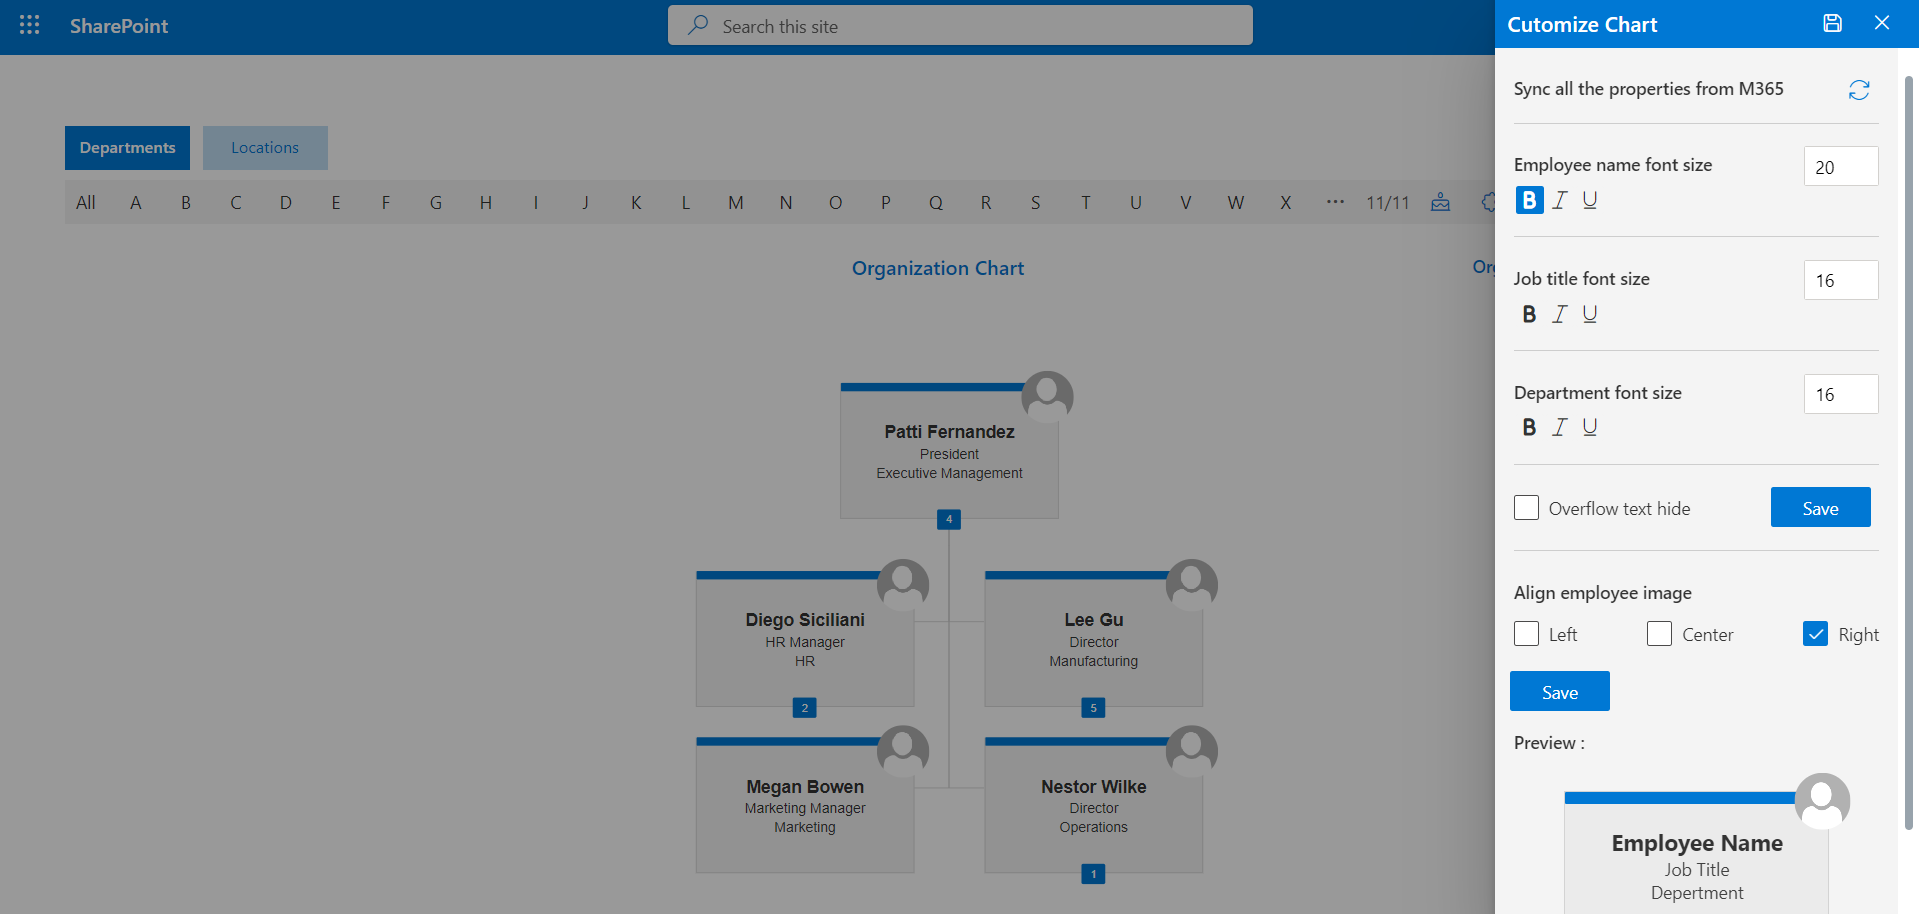 SharePoint
Search this site
Cutomize Chart
Sync all the properties from M365
Departments
Locations
All A B C D E F G H I J K L M N O P Q R S T U V W X ··· 11/11
Employee name font size
20
B I U
Organization Chart
Org
Job title font size
16
B I U
Department font size
16
B I U
Patti Fernandez
President
Executive Management
4
Overflow text hide
Save
Diego Siciliani
HR Manager
HR
2
Lee Gu
Director
Manufacturing
5
Align employee image
Left
Center
Right
Save
Megan Bowen
Marketing Manager
Marketing
Nestor Wilke
Director
Operations
1
Preview :
Employee Name
Job Title
Depertment